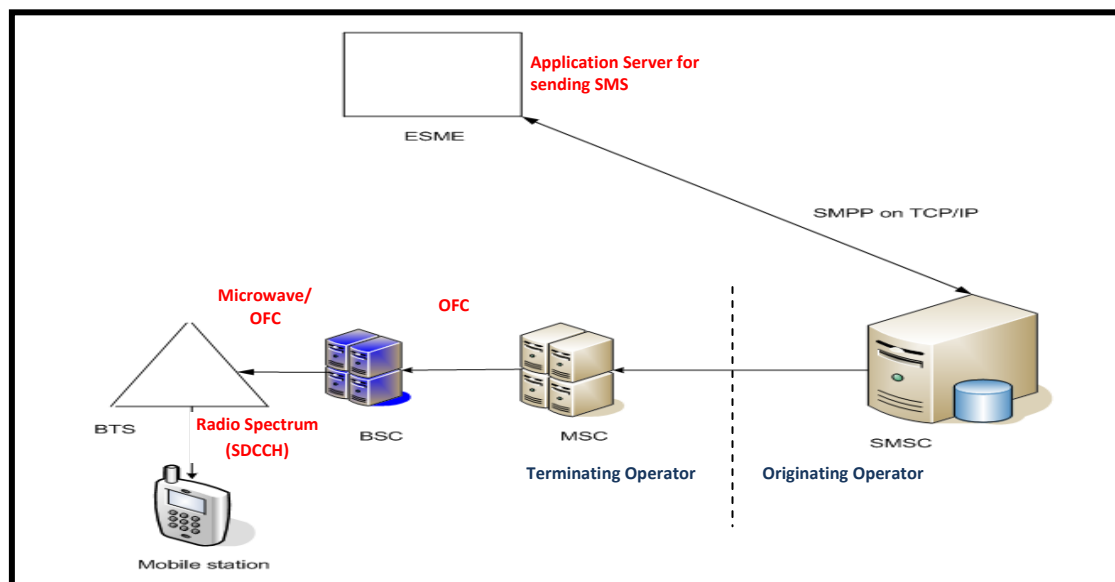 Application Server for
sending SMS
ESME
SMPP on TCP/IP
Microwave/
OFC
OFC
BTS
Radio Spectrum
(SDCCH)
BSC
MSC
SMSC
Terminating Operator
Originating Operator
Mobile station